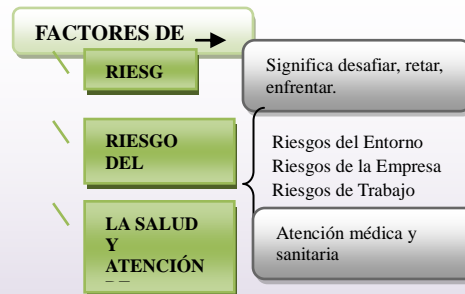 FACTORES DE
RIESG
Significa desafiar, retar,
enfrentar.
RIESGO
DEL
Riesgos del Entorno
Riesgos de la Empresa
Riesgos de Trabajo
LA SALUD
Y
ATENCIÓN
Atención médica y
sanitaria